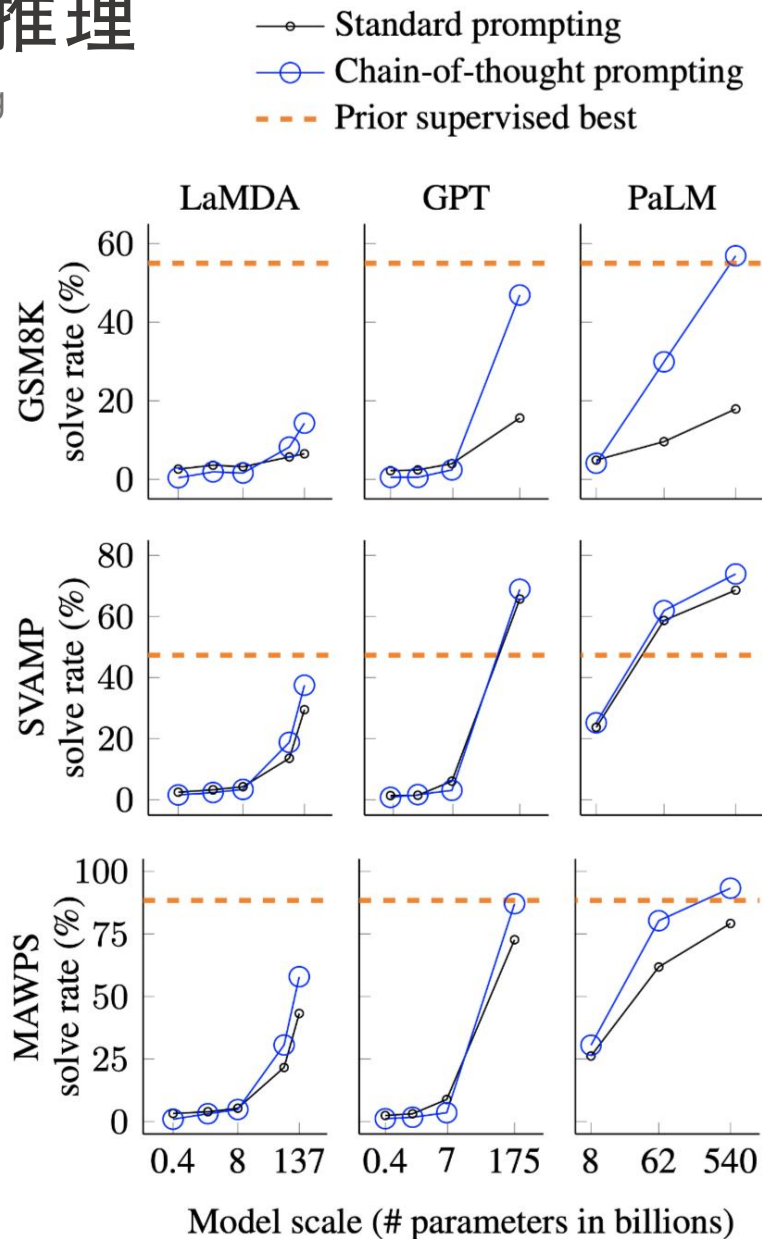 推理
g
Standard prompting
Chain-of-thought prompting
Prior supervised best
LaMDA GPT PaLM
GSM8K
solve rate (%)
60
40
20
0
SVAMP
solve rate (%)
80
60
40
20
0
MAWPS
solve rate (%)
100
75
50
25
0
0.4 8 137 0.4 7 175 8 62 540
Model scale (# parameters in billions)